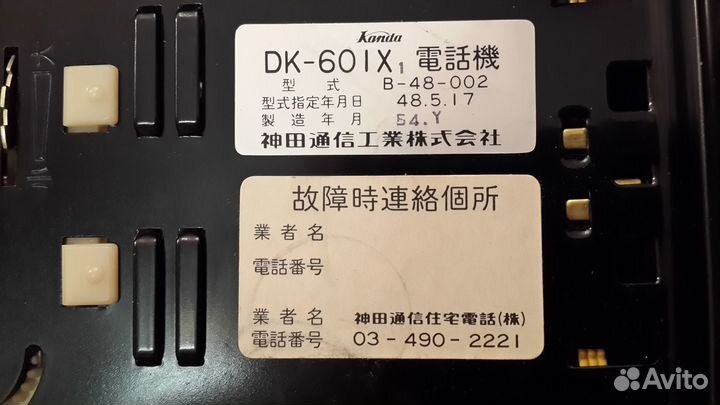 Kanda
DK-601X₁ 電話機
型式 B-48-002
型式指定年月日 48.5.17
製造年月 54.Y
神田通信工業株式会社
故障時連絡個所
業者名
電話番号
業者名 神田通信住宅電話(株)
電話番号 03-490-2221
Avito